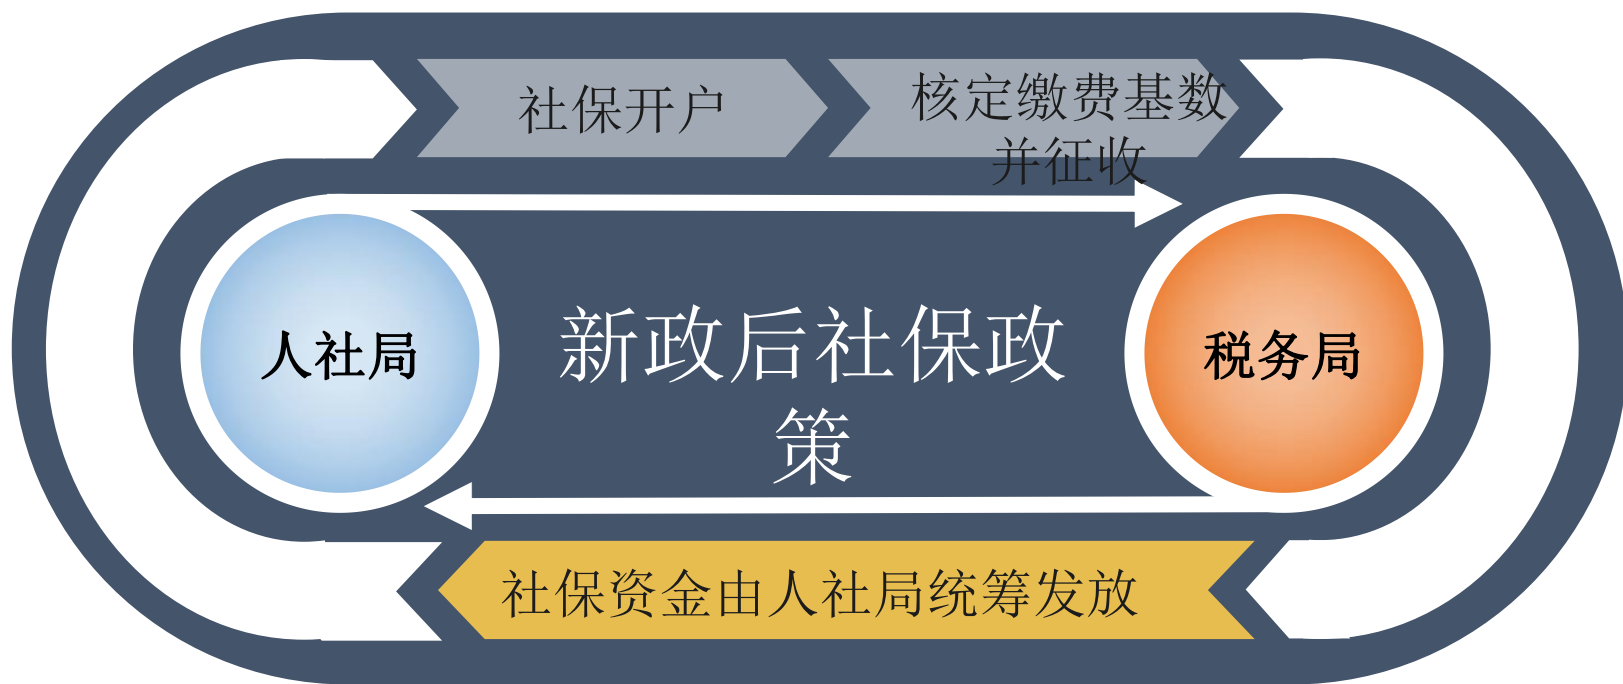 社保开户
核定缴费基数
并征收
人社局
新政后社保政
策
税务局
社保资金由人社局统筹发放